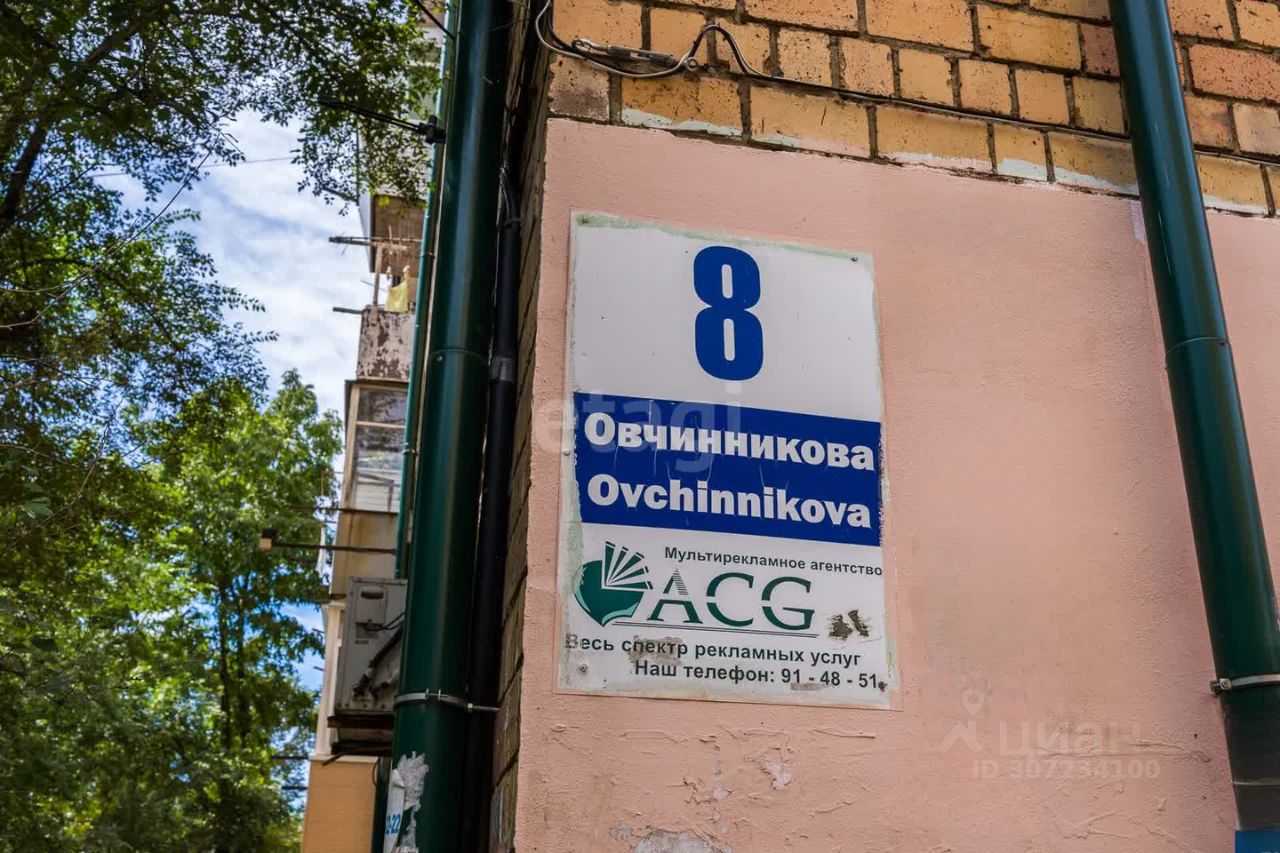 8
Овчинникова
Ovchinnikova
Мультирекламное агентство
ACG
Весь спектр рекламных услуг
Наш телефон: 91 - 48 - 51
etagi
циан
ID 307234100